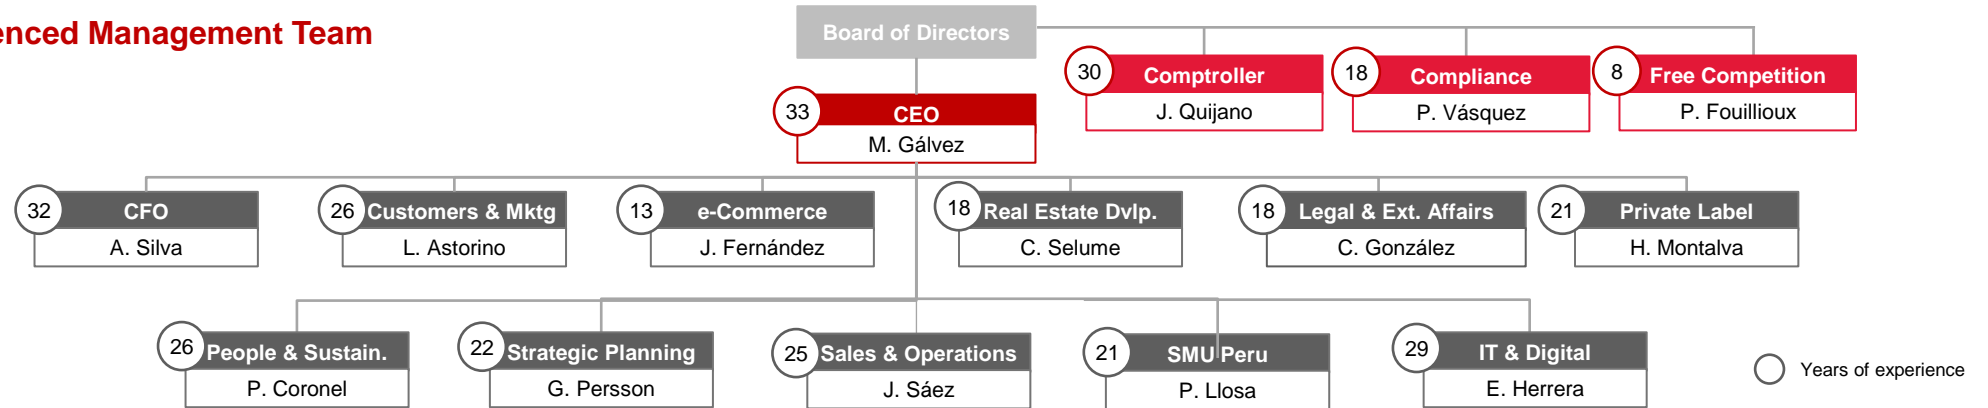 Management Team
Board of Directors
30
Comptroller
J. Quijano
18
Compliance
P. Vásquez
8
Free Competition
P. Fouillioux
33
CEO
M. Gálvez
32
CFO
A. Silva
26
Customers & Mktg
L. Astorino
13
e-Commerce
J. Fernández
18
Real Estate Dvlp.
C. Selume
18
Legal & Ext. Affairs
C. González
21
Private Label
H. Montalva
26
People & Sustain.
P. Coronel
22
Strategic Planning
G. Persson
25
Sales & Operations
J. Sáez
21
SMU Peru
P. Llosa
29
IT & Digital
E. Herrera
Years of experience